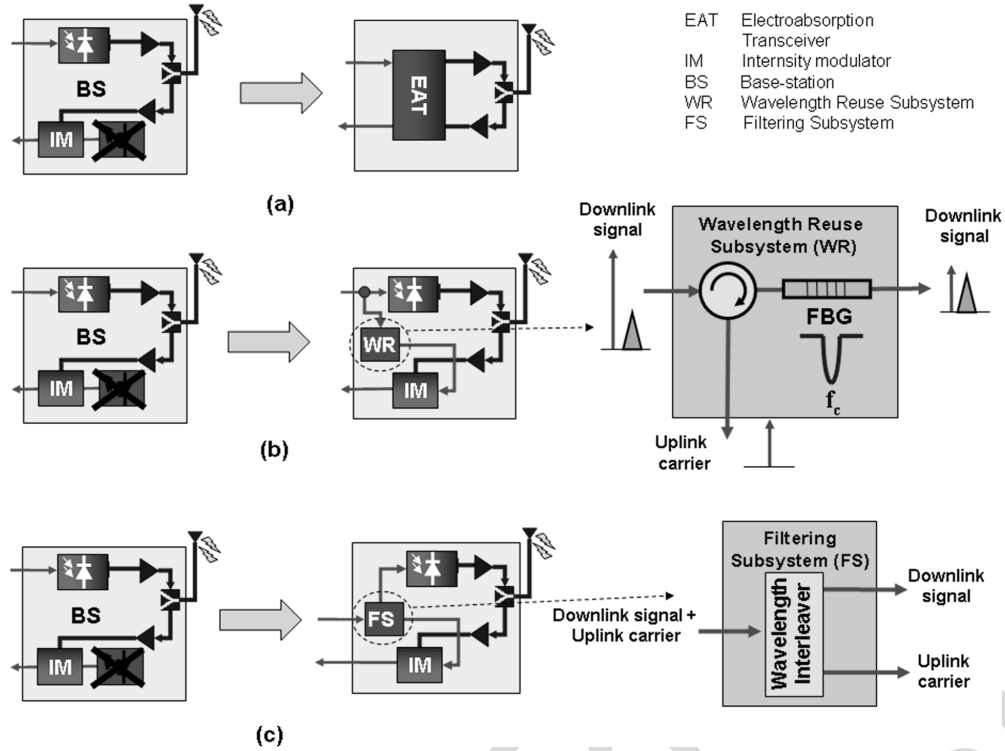 BS
IM
EAT
EAT Electroabsorption
Transceiver
IM Internsity modulator
BS Base-station
WR Wavelength Reuse Subsystem
FS Filtering Subsystem
(a)
BS
IM
WR
IM
Downlink
signal
Wavelength Reuse
Subsystem (WR)
FBG
fc
Downlink
signal
Uplink
carrier
(b)
BS
IM
FS
IM
Downlink signal +
Uplink carrier
Filtering
Subsystem (FS)
Wavelength
Interleaver
Downlink
signal
Uplink
carrier
(c)